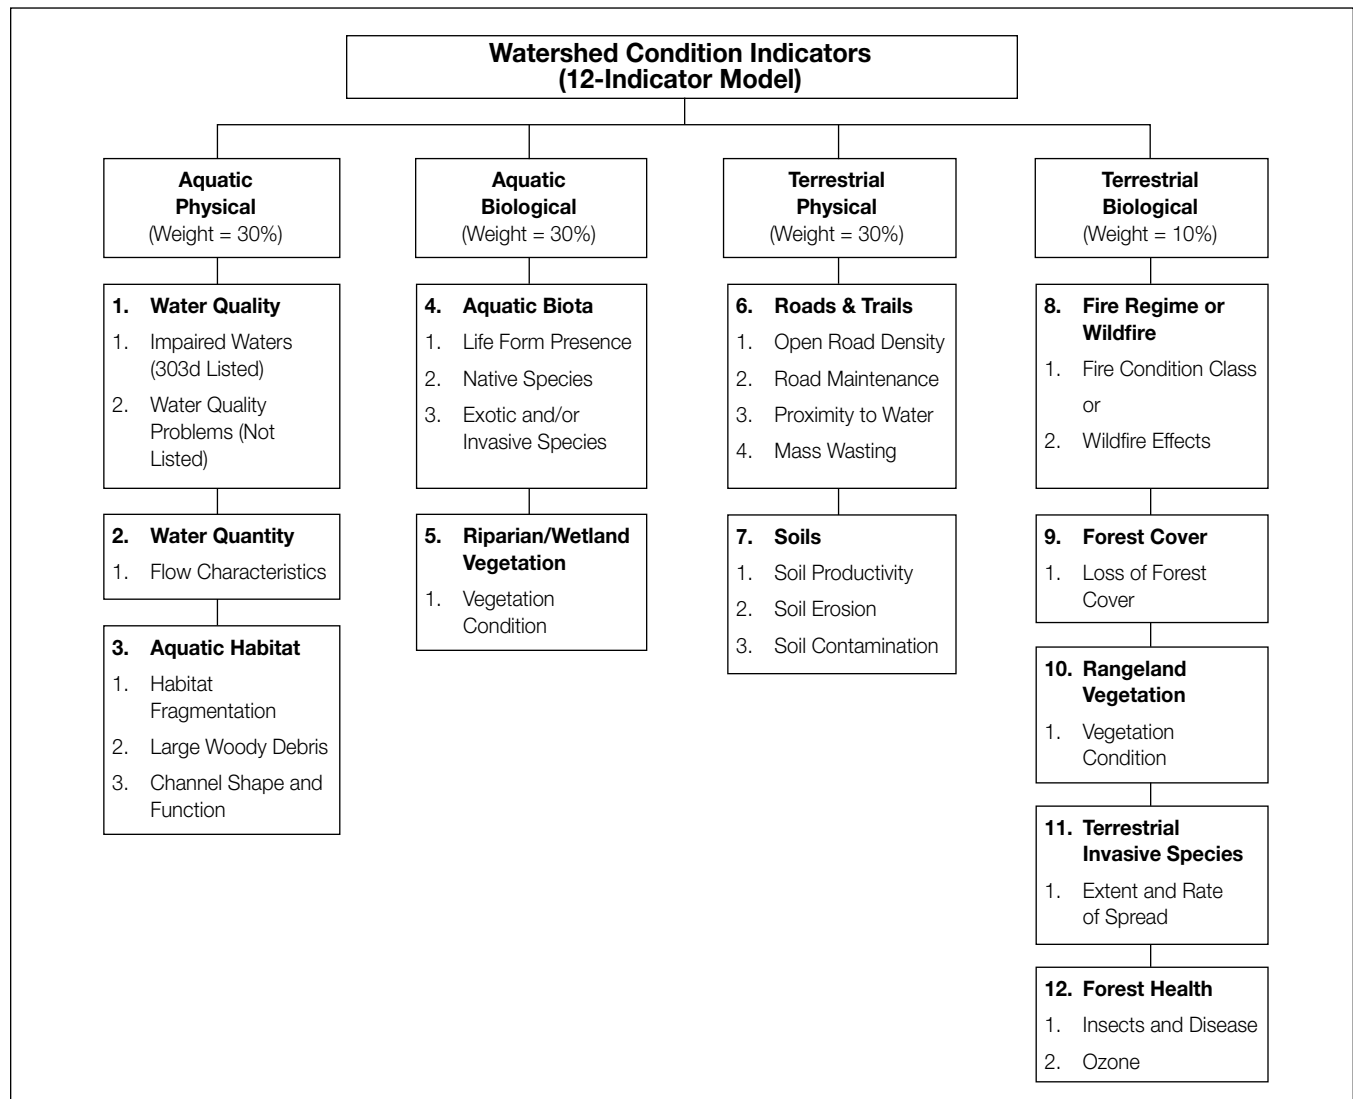 Watershed Condition Indicators
(12-Indicator Model)
Aquatic
Physical
(Weight = 30%)
1. Water Quality
1. Impaired Waters
(303d Listed)
2. Water Quality
Problems (Not
Listed)
2. Water Quantity
1. Flow Characteristics
3. Aquatic Habitat
1. Habitat
Fragmentation
2. Large Woody Debris
3. Channel Shape and
Function
Aquatic
Biological
(Weight = 30%)
4. Aquatic Biota
1. Life Form Presence
2. Native Species
3. Exotic and/or
Invasive Species
5. Riparian/Wetland
Vegetation
1. Vegetation
Condition
Terrestrial
Physical
(Weight = 30%)
6. Roads & Trails
1. Open Road Density
2. Road Maintenance
3. Proximity to Water
4. Mass Wasting
7. Soils
1. Soil Productivity
2. Soil Erosion
3. Soil Contamination
Terrestrial
Biological
(Weight = 10%)
8. Fire Regime or
Wildfire
1. Fire Condition Class
or
2. Wildfire Effects
9. Forest Cover
1. Loss of Forest
Cover
10. Rangeland
Vegetation
1. Vegetation
Condition
11. Terrestrial
Invasive Species
1. Extent and Rate
of Spread
12. Forest Health
1. Insects and Disease
2. Ozone